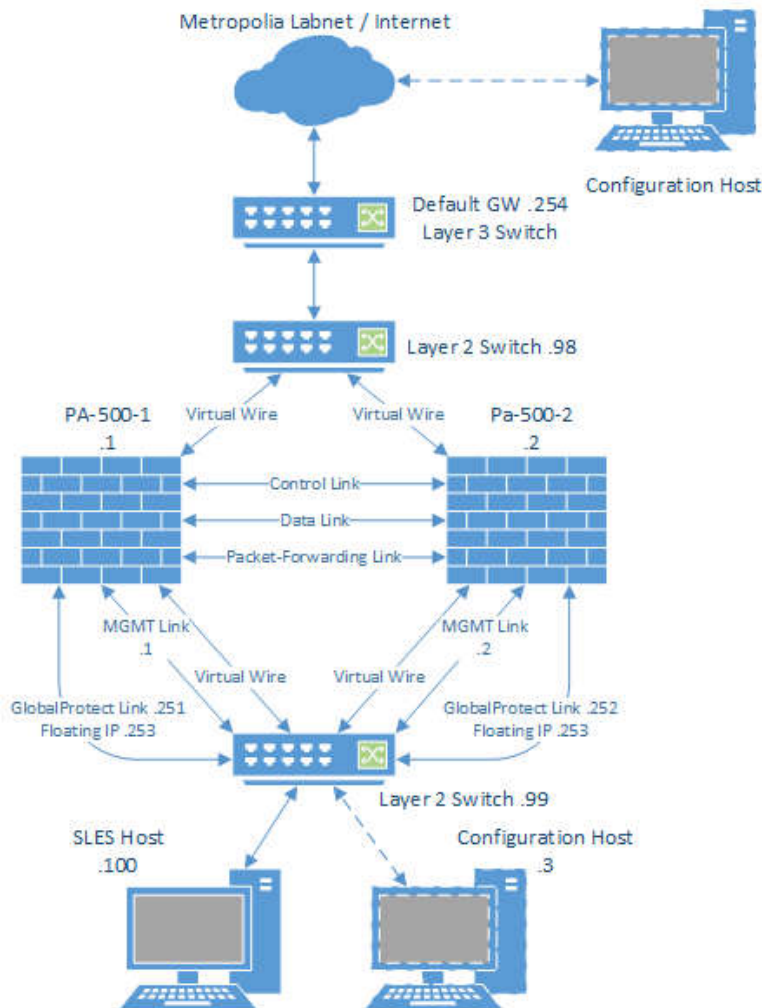 Metropolia Labnet / Internet
Configuration Host
Default GW .254
Layer 3 Switch
Layer 2 Switch .98
PA-500-1
.1
Virtual Wire
Virtual Wire
Pa-500-2
.2
Control Link
Data Link
Packet-Forwarding Link
MGMT Link
.1
MGMT Link
.2
Virtual Wire
Virtual Wire
GlobalProtect Link .251
Floating IP .253
GlobalProtect Link .252
Floating IP .253
Layer 2 Switch .99
SLES Host
.100
Configuration Host
.3